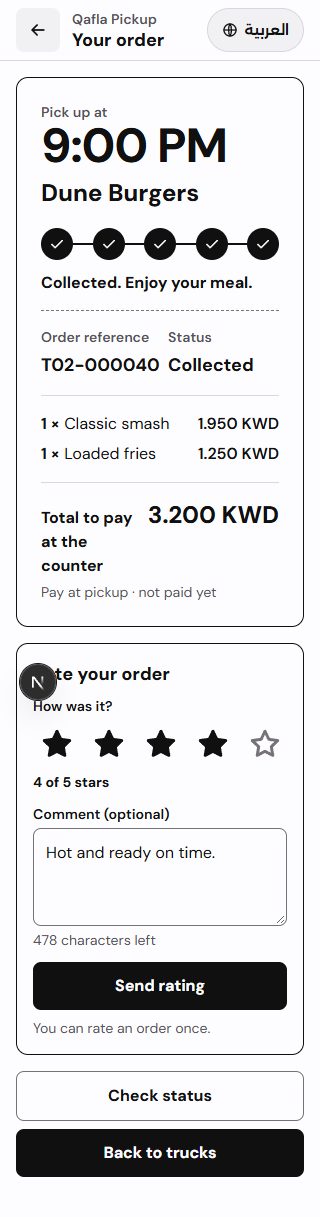 Qafla Pickup
Your order
العربية
Pick up at
9:00 PM
Dune Burgers
Collected. Enjoy your meal.
Order reference Status
T02-000040 Collected
1 × Classic smash 1.950 KWD
1 × Loaded fries 1.250 KWD
Total to pay at the counter 3.200 KWD
Pay at pickup · not paid yet
N
te your order
How was it?
4 of 5 stars
Comment (optional)
Hot and ready on time.
478 characters left
Send rating
You can rate an order once.
Check status
Back to trucks